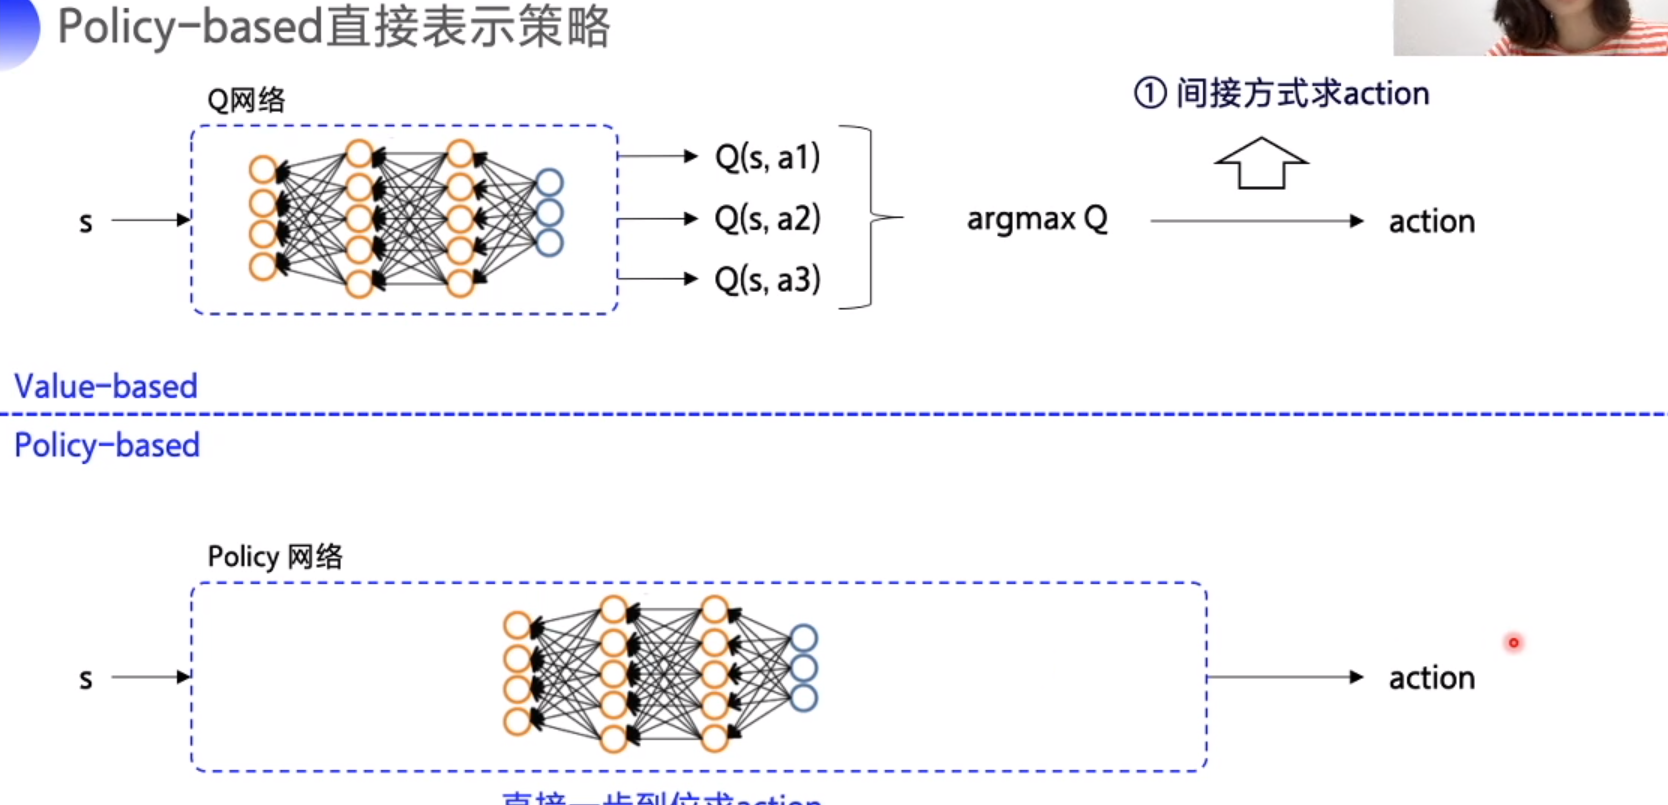 Policy-based直接表示策略
① 间接方式求action
Q网络
s
Q(s, a1)
Q(s, a2)
Q(s, a3)
argmax Q
action
Value-based
Policy-based
Policy 网络
s
action
直接一步到位求action